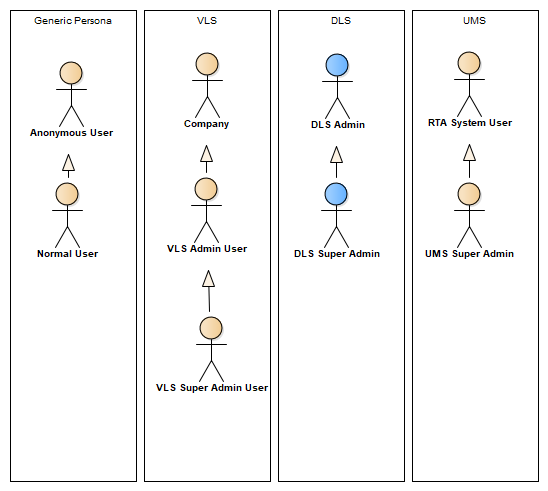 Generic Persona
Anonymous User
Normal User
VLS
Company
VLS Admin User
VLS Super Admin User
DLS
DLS Admin
DLS Super Admin
UMS
RTA System User
UMS Super Admin